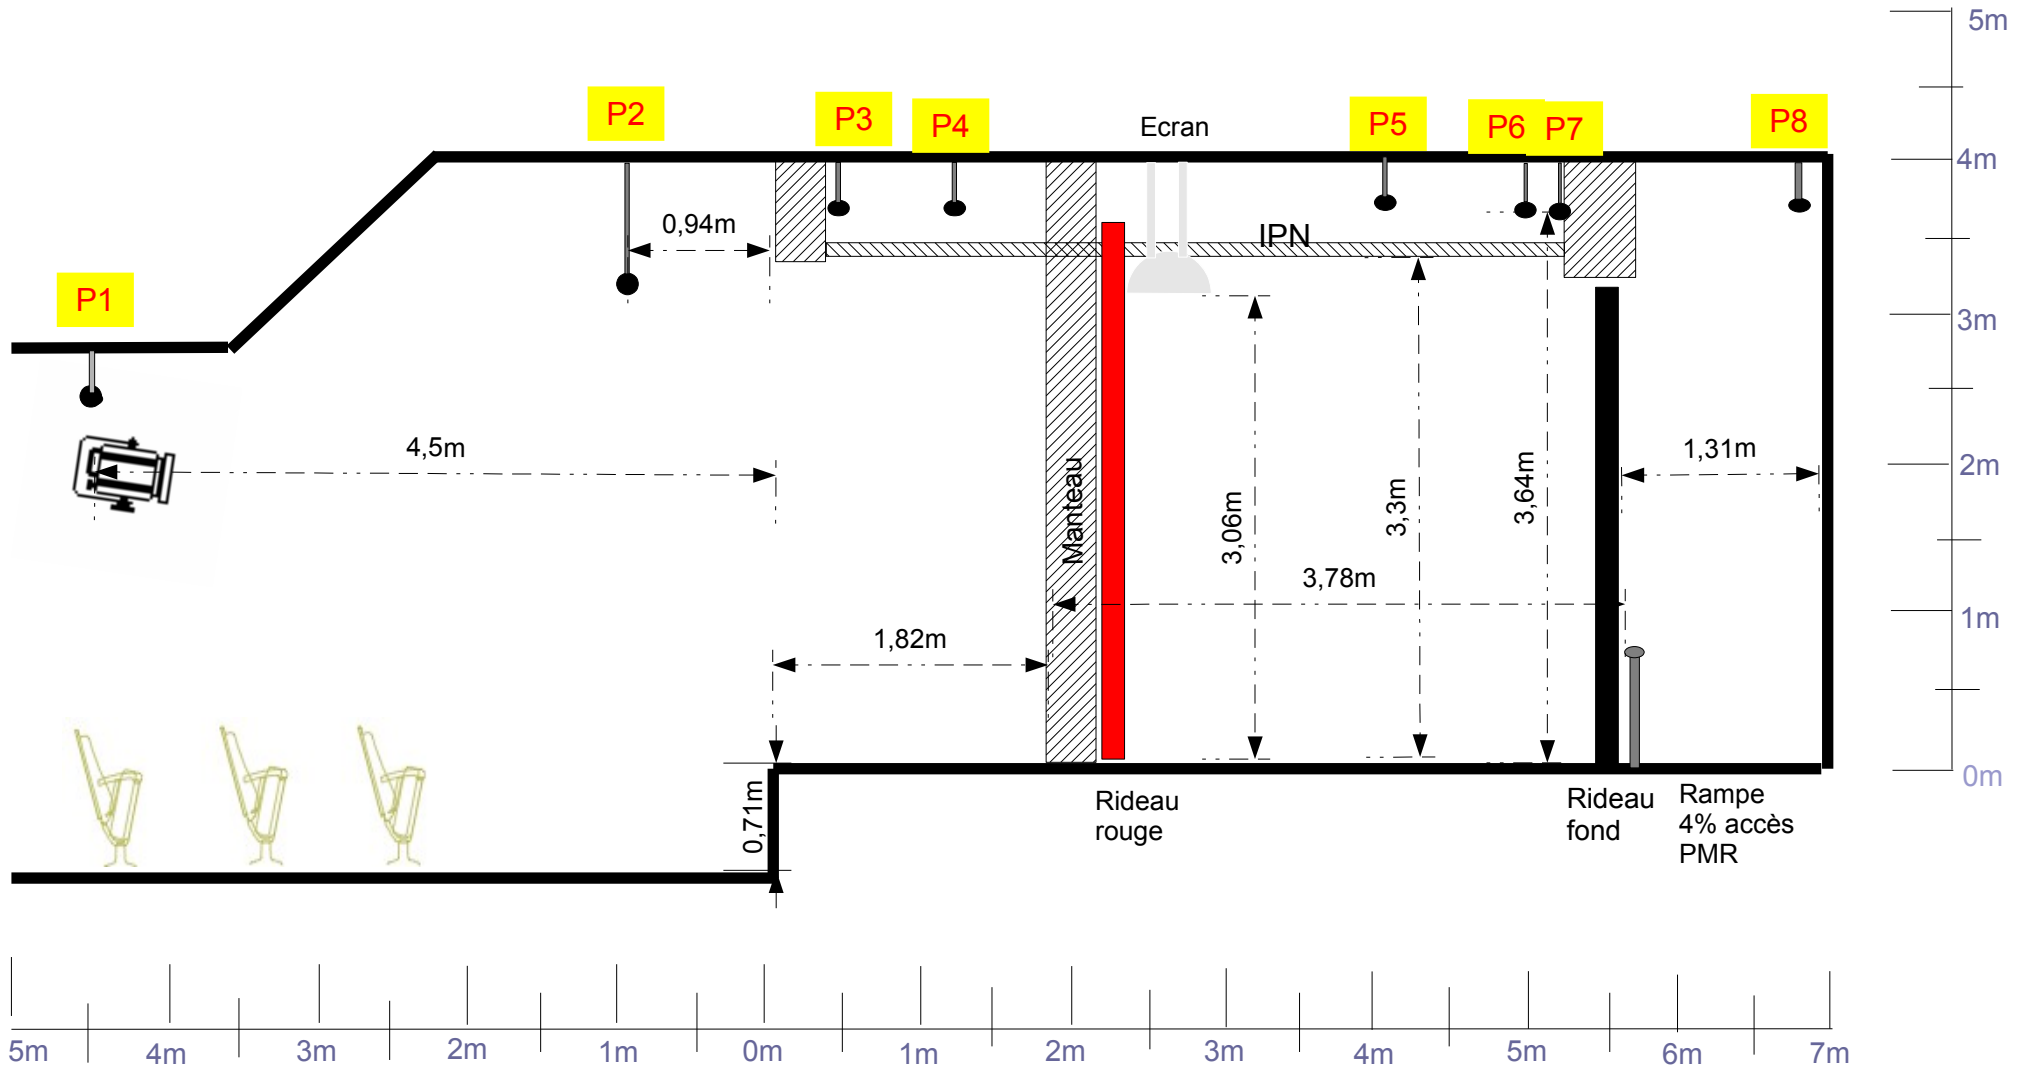 5m
P2
P3
P4
Ecran
P5
P6
P7
P8
4m
0,94m
IPN
P1
3m
4,5m
Manteau
3,06m
3,3m
3,64m
1,31m
2m
3,78m
1,82m
1m
0,71m
0m
Rideau
rouge
Rideau
fond
Rampe
4% accès
PMR
5m
4m
3m
2m
1m
0m
1m
2m
3m
4m
5m
6m
7m